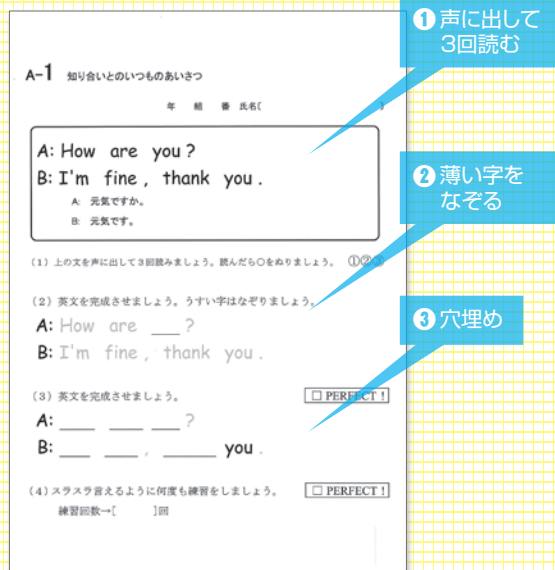 A-1 知り合いとのいつものあいさつ
年 組 番 氏名[ ]
A: How are you ?
B: I'm fine , thank you .
A: 元気ですか。
B: 元気です。
(1) 上の文を声に出して3回読みましょう。読んだら○をぬりましょう。 ①②③
(2) 英文を完成させましょう。うすい字はなぞりましょう。
A: How are ___ ?
B: I'm fine , thank you .
(3) 英文を完成させましょう。 □ PERFECT !
A: ___ ___ ___ ?
B: ___ ___ , ___ you .
(4) スラスラ言えるように何度も練習をしましょう。 □ PERFECT !
練習回数→[ ]回
❶ 声に出して
3回読む
❷ 薄い字を
なぞる
❸ 穴埋め